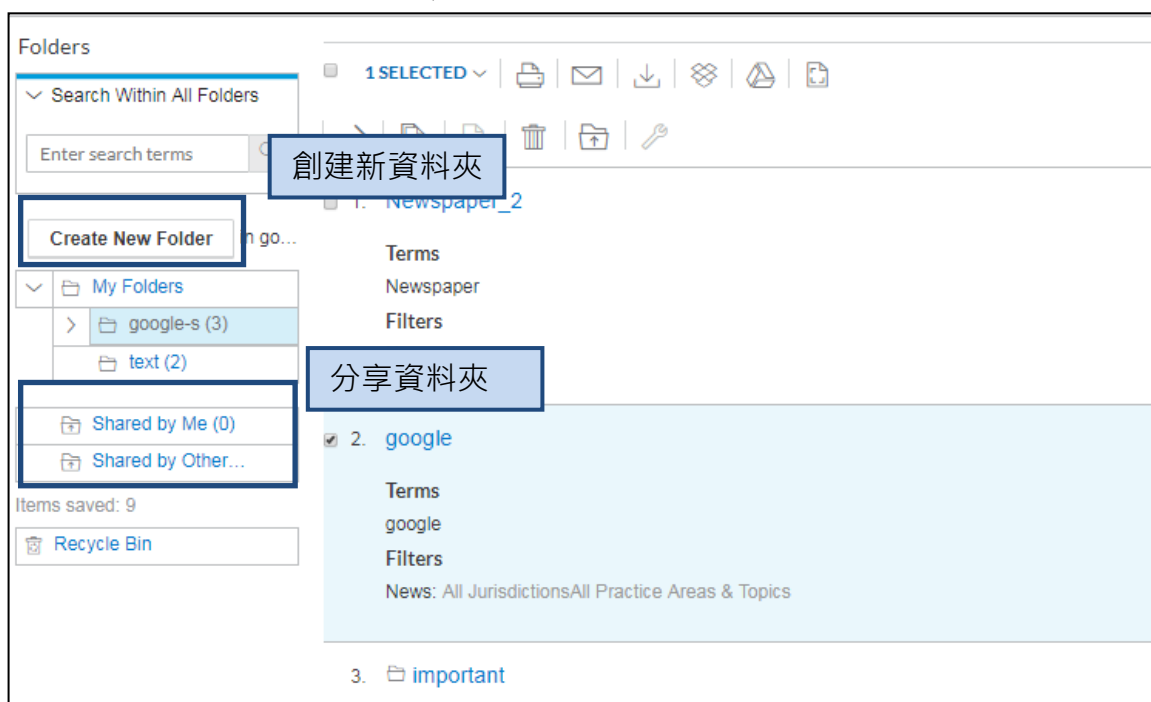 Folders
Search Within All Folders
Enter search terms
Create New Folder
in go...
My Folders
google-s (3)
text (2)
Shared by Me (0)
Shared by Other...
Items saved: 9
Recycle Bin
創建新資料夾
分享資料夾
1 SELECTED
1. Newspaper_2
Terms
Newspaper
Filters
2. google
Terms
google
Filters
News: All JurisdictionsAll Practice Areas & Topics
3. important